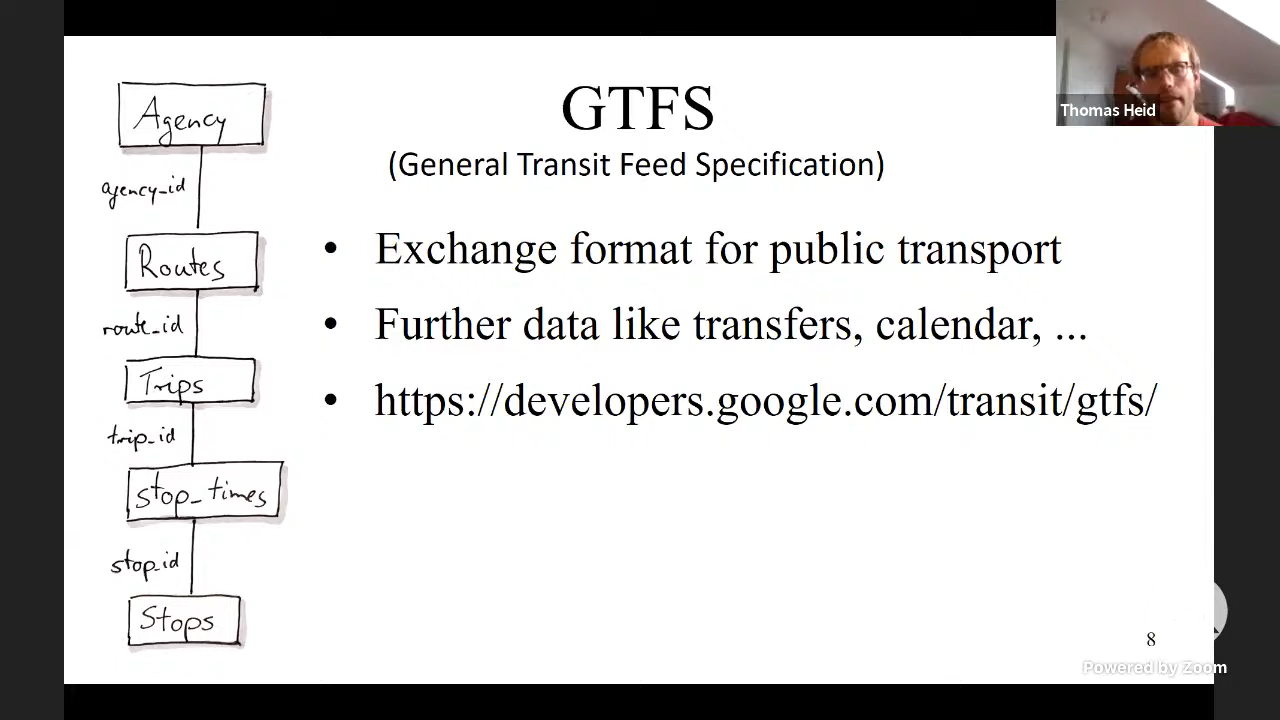 GTFS
(General Transit Feed Specification)
• Exchange format for public transport
• Further data like transfers, calendar, ...
• https://developers.google.com/transit/gtfs/
Agency
agency_id
Routes
route_id
Trips
trip_id
stop_times
stop_id
Stops
Thomas Heid
8
Powered by Zoom